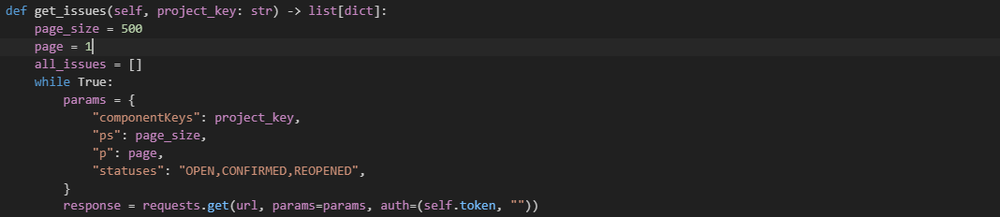 def get_issues(self, project_key: str) -> list[dict]:
    page_size = 500
    page = 1
    all_issues = []
    while True:
        params = {
            "componentKeys": project_key,
            "ps": page_size,
            "p": page,
            "statuses": "OPEN,CONFIRMED,REOPENED",
        }
        response = requests.get(url, params=params, auth=(self.token, ""))